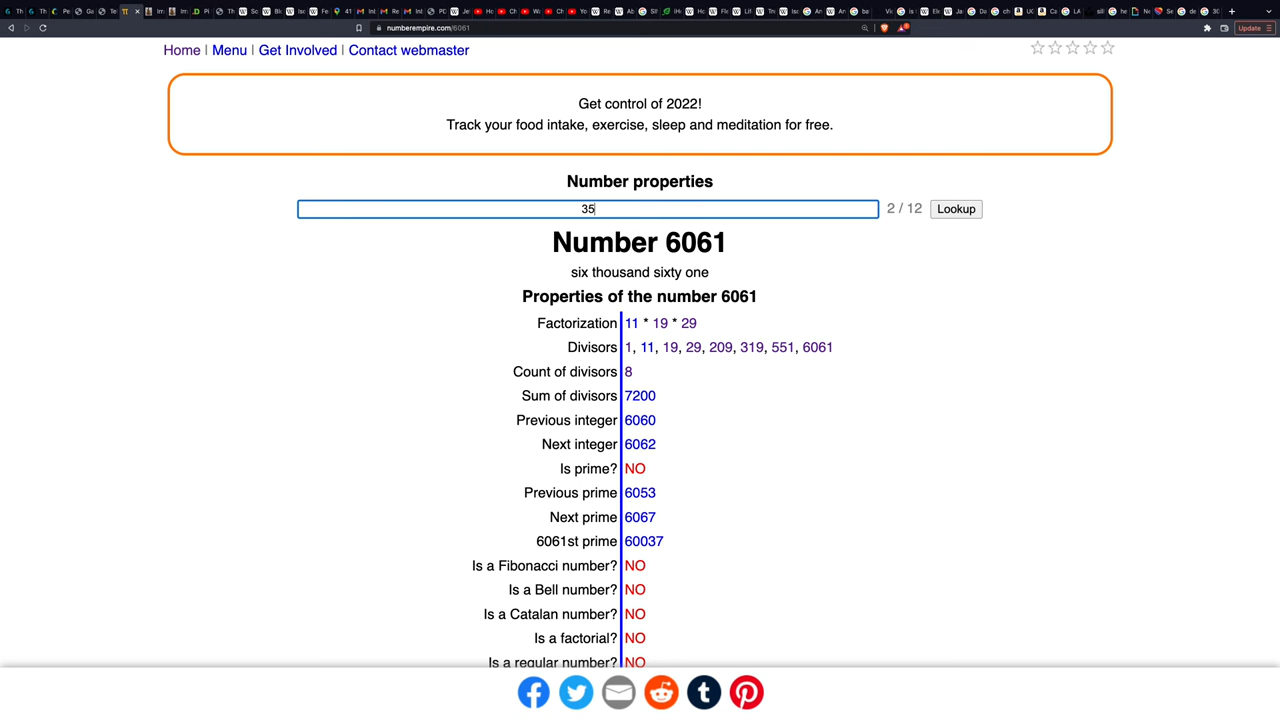 numberempire.com/6061
Update
Home | Menu | Get Involved | Contact webmaster
Get control of 2022!
Track your food intake, exercise, sleep and meditation for free.
Number properties
35 2 / 12 Lookup
Number 6061
six thousand sixty one
Properties of the number 6061
Factorization 11 * 19 * 29
Divisors 1, 11, 19, 29, 209, 319, 551, 6061
Count of divisors 8
Sum of divisors 7200
Previous integer 6060
Next integer 6062
Is prime? NO
Previous prime 6053
Next prime 6067
6061st prime 60037
Is a Fibonacci number? NO
Is a Bell number? NO
Is a Catalan number? NO
Is a factorial? NO
Is a regular number? NO